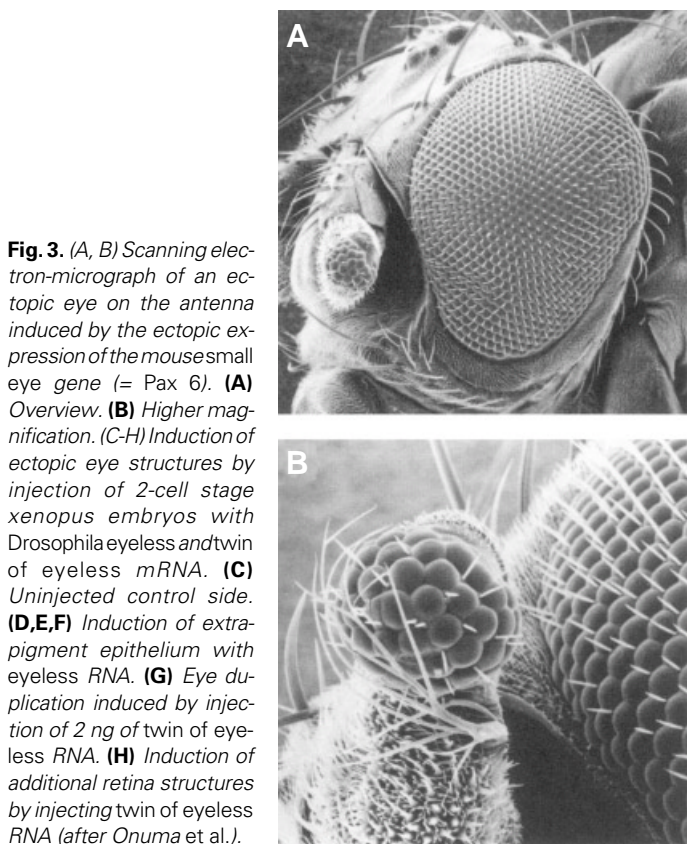 A
Fig. 3. (A, B) Scanning elec-
tron-micrograph of an ec-
topic eye on the antenna
induced by the ectopic ex-
pression of the mouse small
eye gene (= Pax 6). (A)
Overview. (B) Higher mag-
nification. (C-H) Induction of
ectopic eye structures by
injection of 2-cell stage
xenopus embryos with
Drosophila eyeless and twin
of eyeless mRNA. (C)
Uninjected control side.
(D,E,F) Induction of extra-
pigment epithelium with
eyeless RNA. (G) Eye du-
plication induced by injec-
tion of 2 ng of twin of eye-
less RNA. (H) Induction of
additional retina structures
by injecting twin of eyeless
RNA (after Onuma et al.).
B